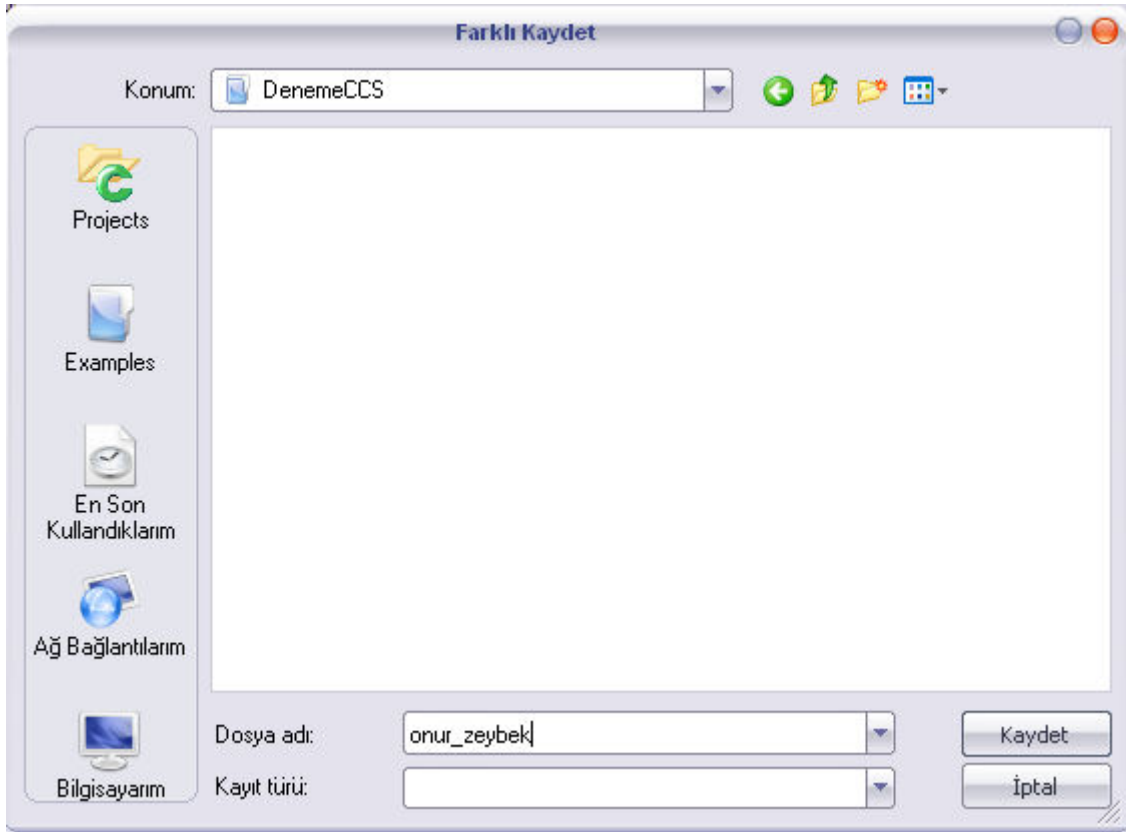 Farklı Kaydet
Konum: DenemeCCS
Projects
Examples
En Son
Kullandıklarım
Ağ Bağlantılarım
Bilgisayarım
Dosya adı: onur_zeybek Kaydet
Kayıt türü: İptal